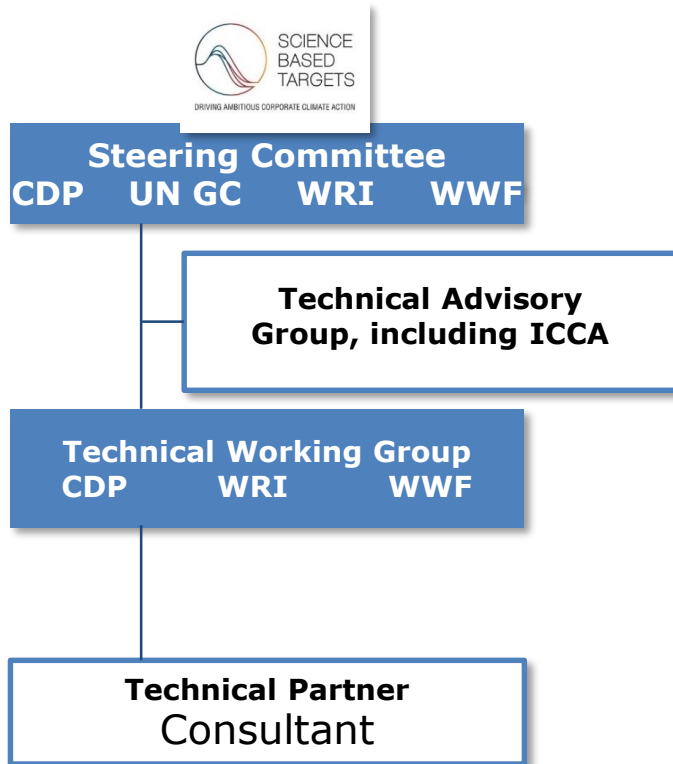 SCIENCE
BASED
TARGETS
DRIVING AMBITIOUS CORPORATE CLIMATE ACTION
Steering Committee
CDP UN GC WRI WWF
Technical Advisory
Group, including ICCA
Technical Working Group
CDP WRI WWF
Technical Partner
Consultant